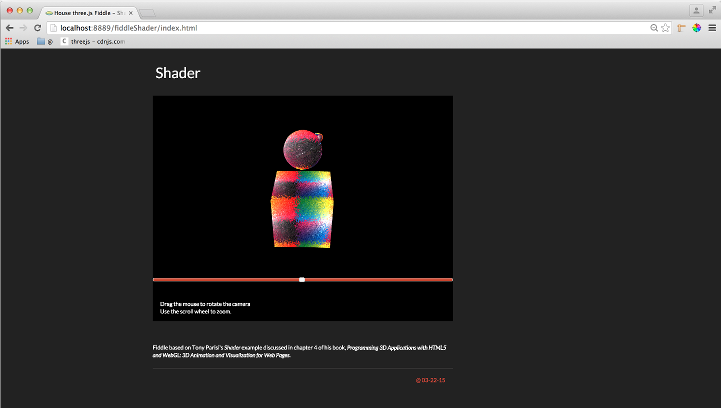 House three.js Fiddle - Sh
localhost:8889/fiddleShader/index.html
Apps
@
C threejs - cdnjs.com
Shader
Drag the mouse to rotate the camera
Use the scroll wheel to zoom.
Fiddle based on Tony Parisi's Shader example discussed in chapter 4 of his book, Programming 3D Applications with HTML5
and WebGL: 3D Animation and Visualization for Web Pages.
@ 03-22-15